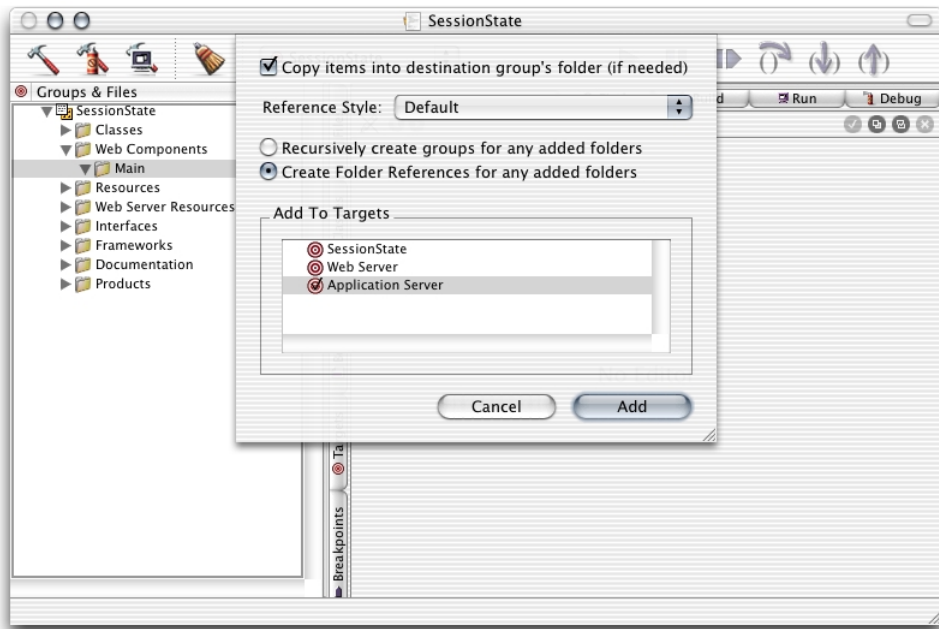 SessionState
Copy items into destination group's folder (if needed)
Groups & Files
Reference Style: Default
Run
Debug
SessionState
Classes
Web Components
Main
Resources
Web Server Resources
Interfaces
Frameworks
Documentation
Products
Recursively create groups for any added folders
Create Folder References for any added folders
Add To Targets
SessionState
Web Server
Application Server
Cancel
Add
Breakpoints